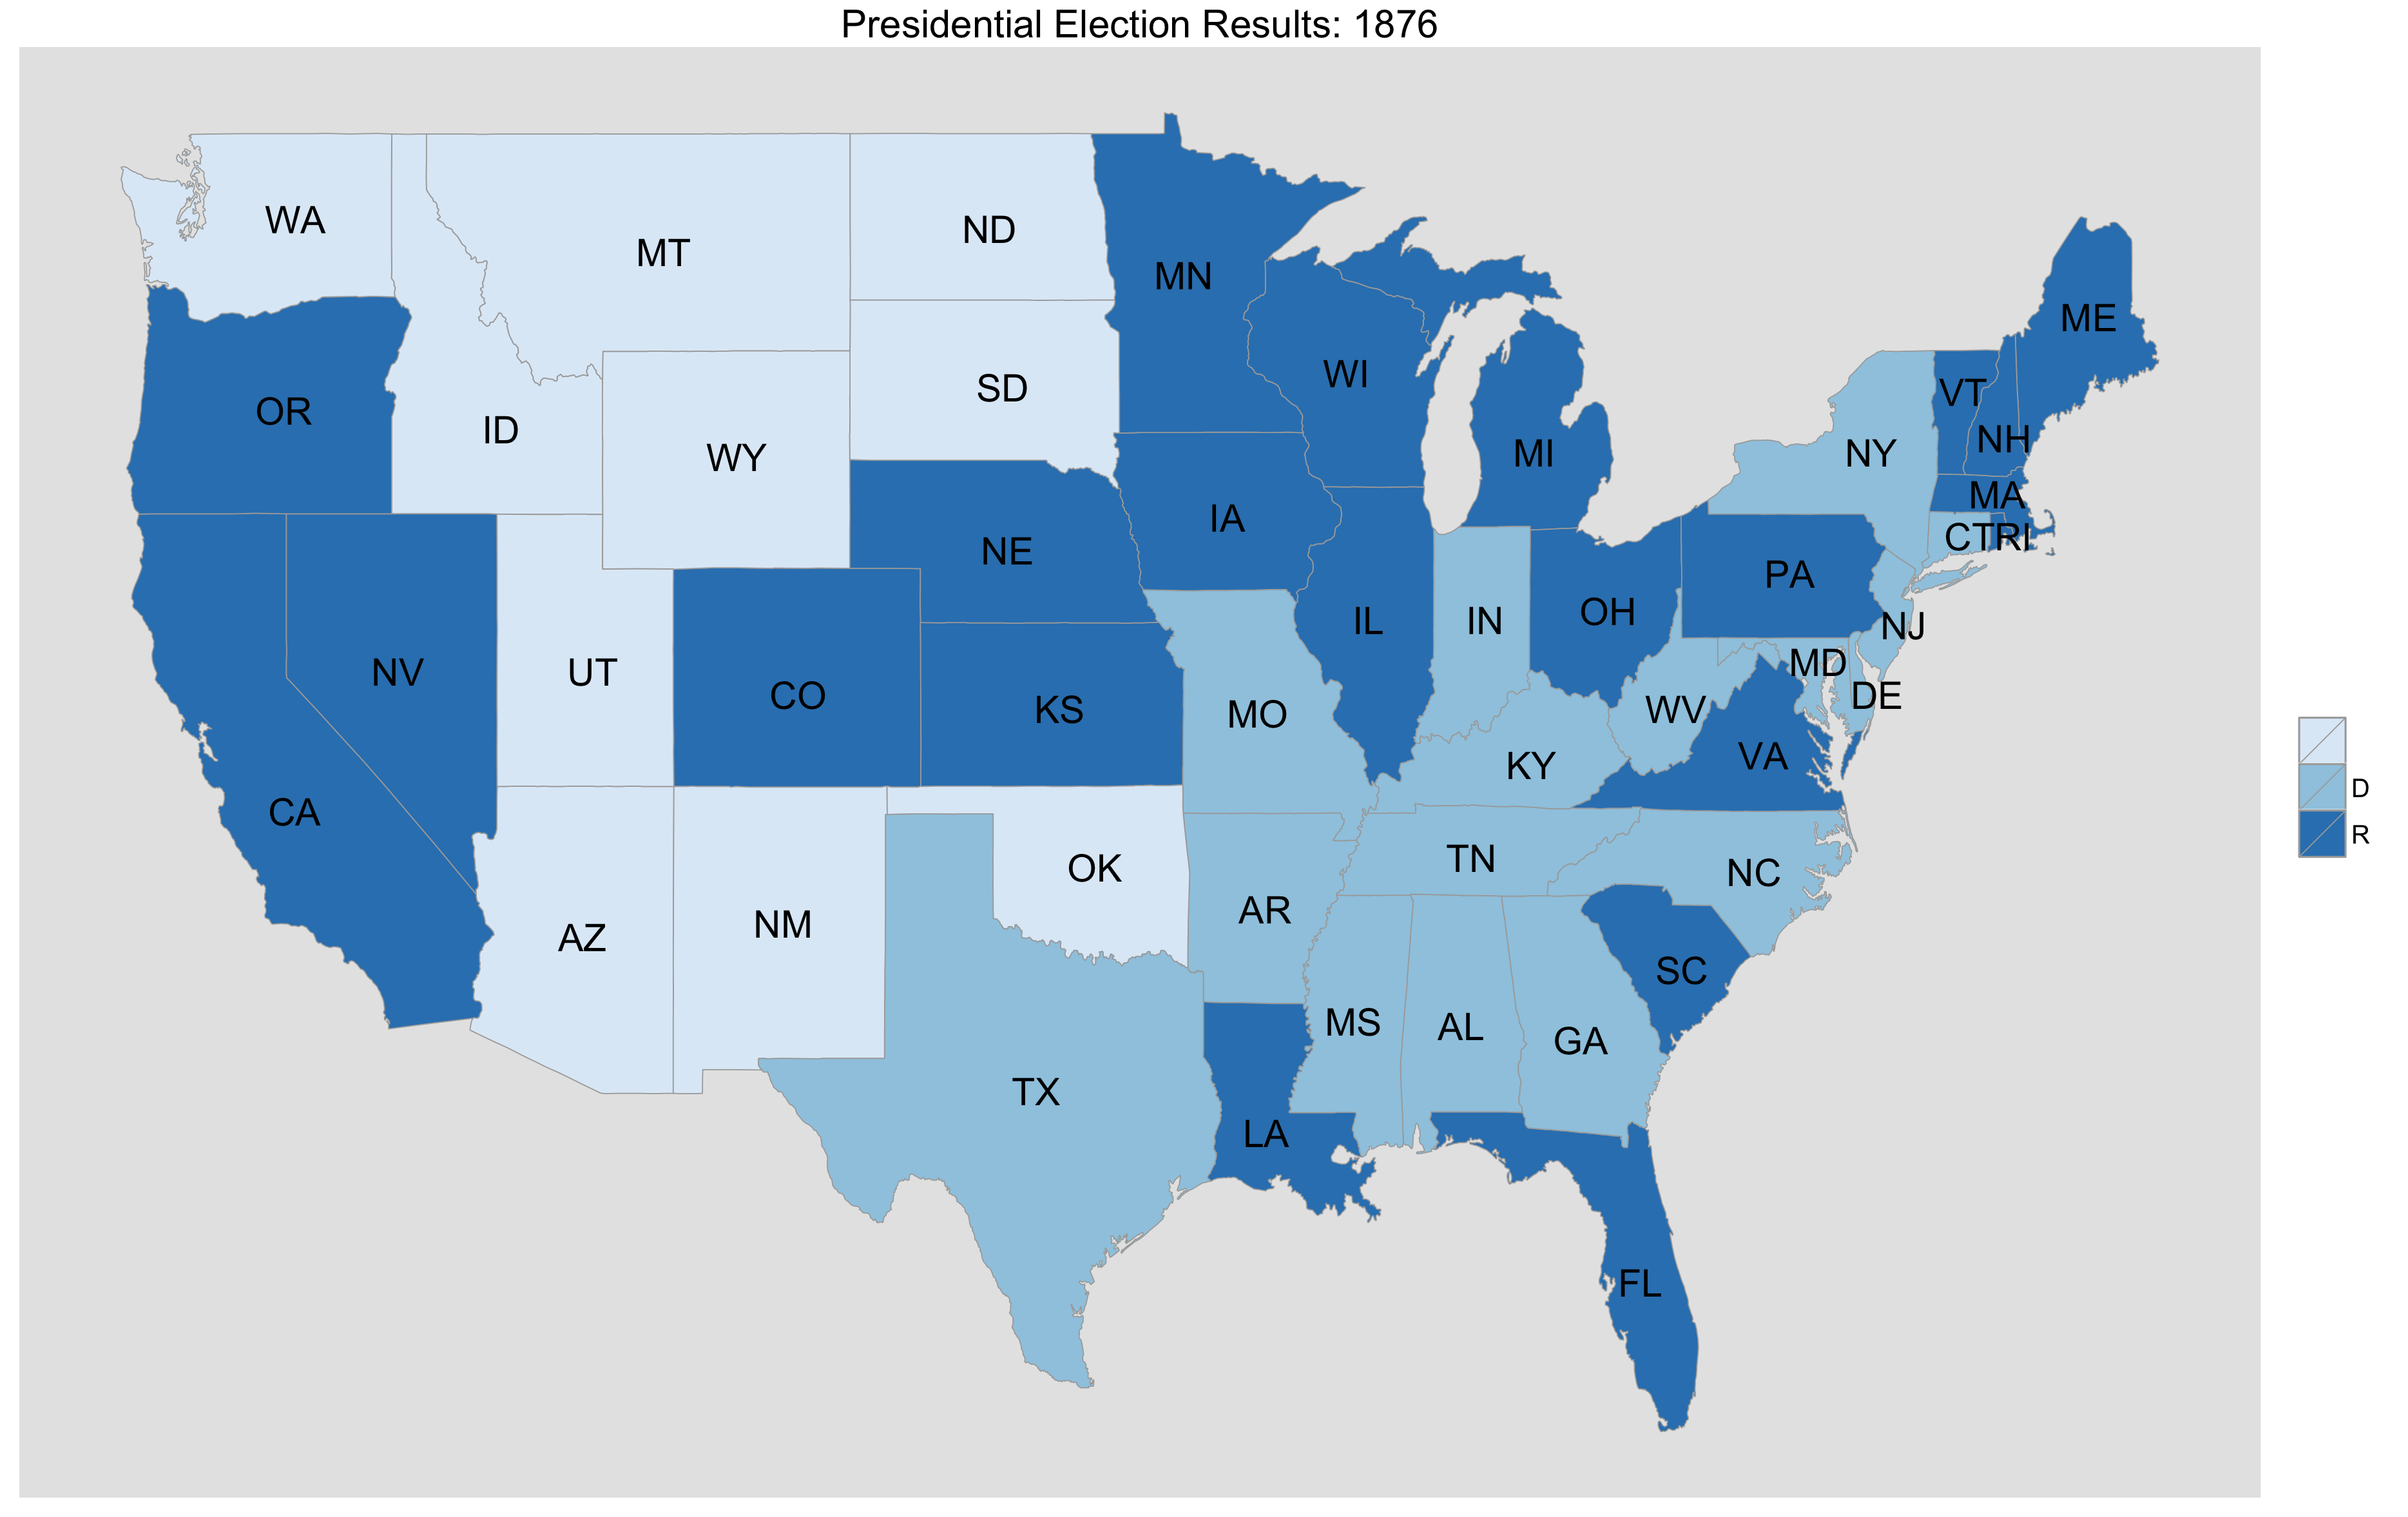 Presidential Election Results: 1876
WA
MT
ND
MN
ME
OR
ID
WY
SD
WI
MI
NY
VT
NH
MA
CT
RI
NE
IA
PA
NV
UT
CO
KS
MO
IL
IN
OH
NJ
MD
DE
WV
VA
KY
CA
D
R
AZ
NM
OK
AR
TN
NC
SC
TX
LA
MS
AL
GA
FL